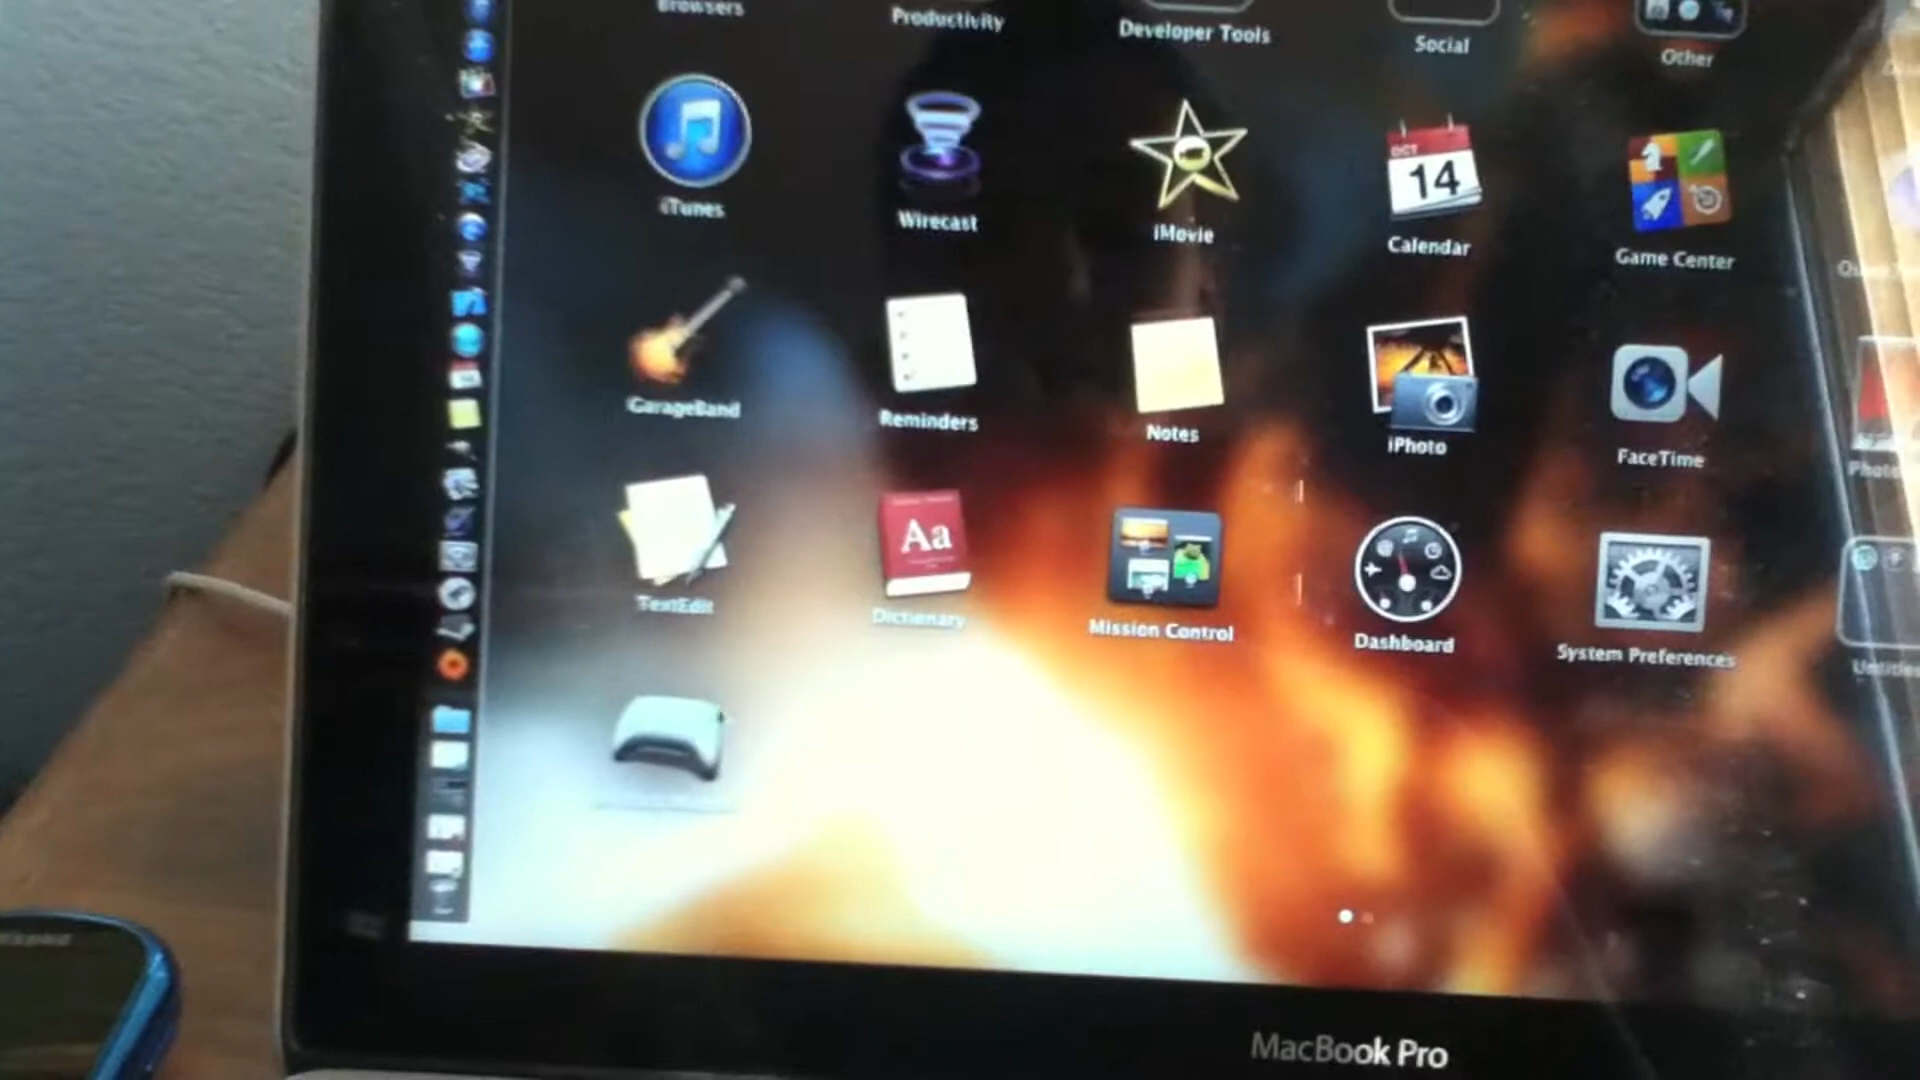 Browsers
Productivity
Developer Tools
Social
Other
iTunes
Wirecast
iMovie
OCT
14
Calendar
Game Center
GarageBand
Reminders
Notes
iPhoto
FaceTime
TextEdit
Aa
Dictionary
Mission Control
Dashboard
System Preferences
MacBook Pro